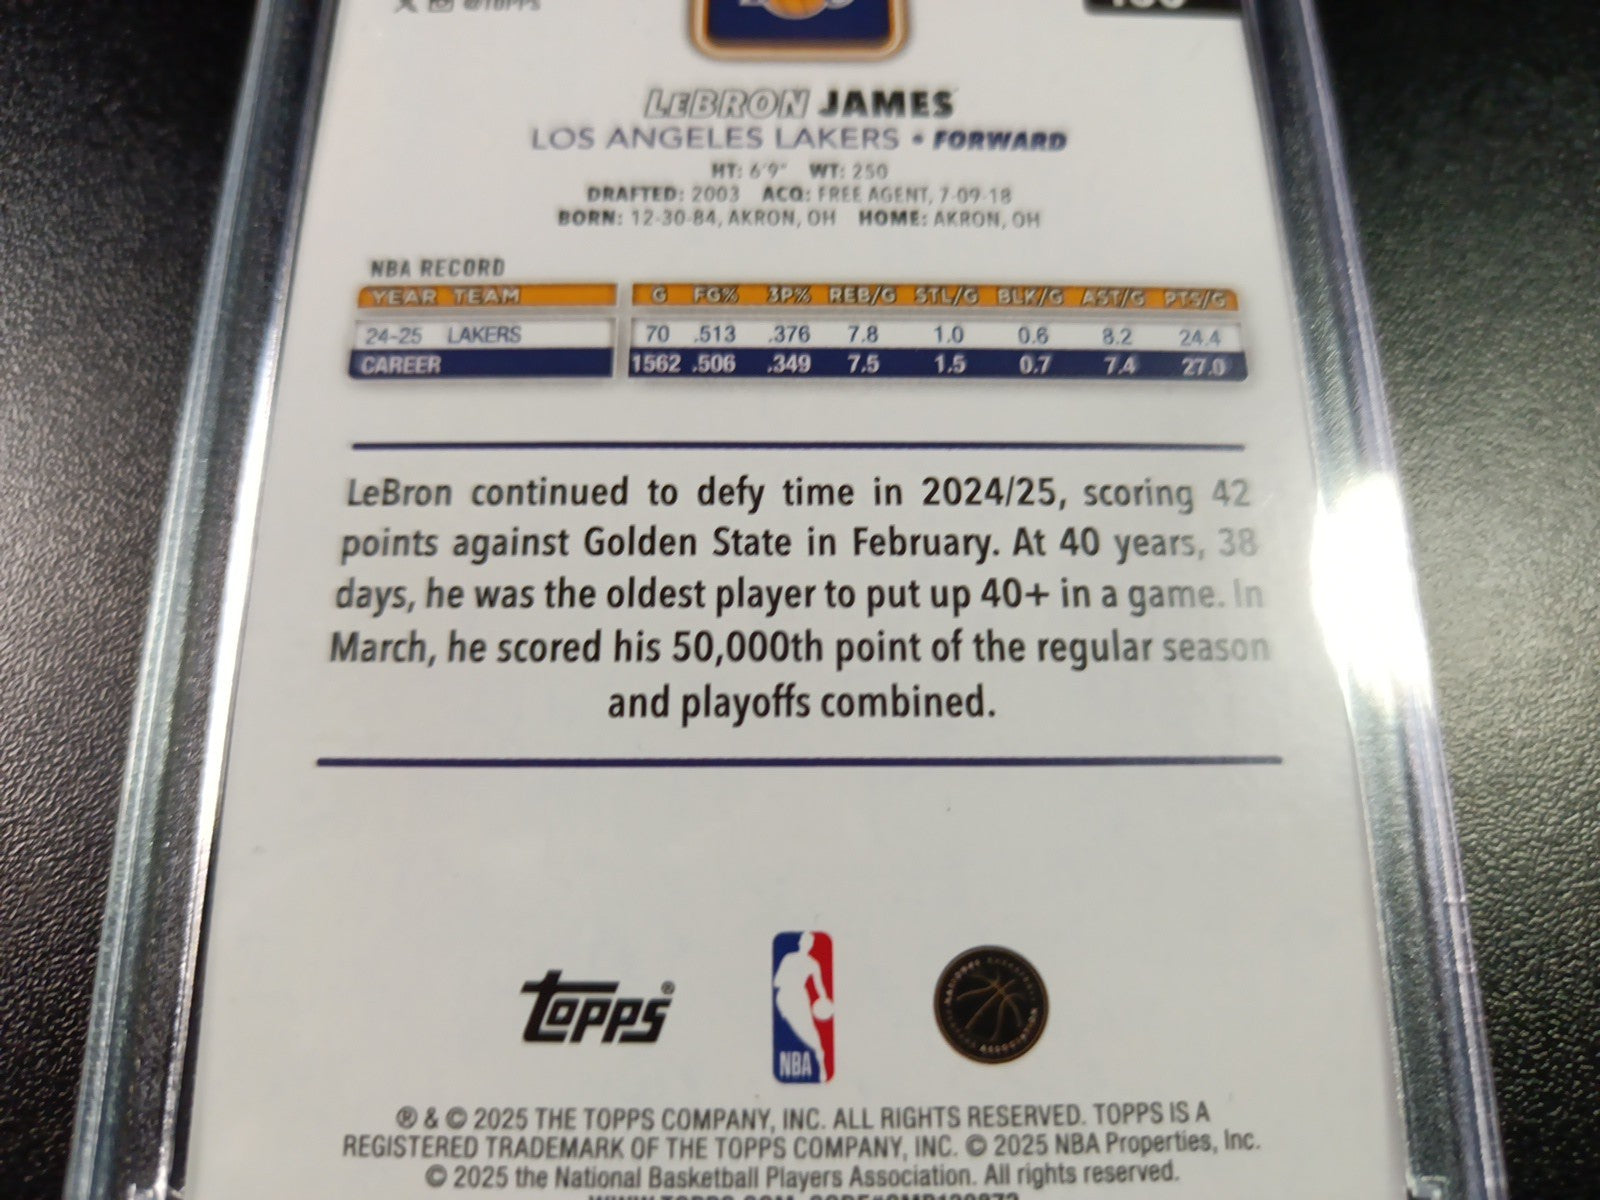 @TOPPS
LEBRON JAMES
LOS ANGELES LAKERS • FORWARD
HT: 6'9" WT: 250
DRAFTED: 2003 ACQ: FREE AGENT, 7-09-18
BORN: 12-30-84, AKRON, OH HOME: AKRON, OH
NBA RECORD
YEAR TEAM G FG% 3P% REB/G STL/G BLK/G AST/G PTS/G
24-25 LAKERS 70 .513 .376 7.8 1.0 0.6 8.2 24.4
CAREER 1562 .506 .349 7.5 1.5 0.7 7.4 27.0
LeBron continued to defy time in 2024/25, scoring 42
points against Golden State in February. At 40 years, 38
days, he was the oldest player to put up 40+ in a game. In
March, he scored his 50,000th point of the regular season
and playoffs combined.
topps®
NBA
® & © 2025 THE TOPPS COMPANY, INC. ALL RIGHTS RESERVED. TOPPS IS A
REGISTERED TRADEMARK OF THE TOPPS COMPANY, INC. © 2025 NBA Properties, Inc.
© 2025 the National Basketball Players Association. All rights reserved.